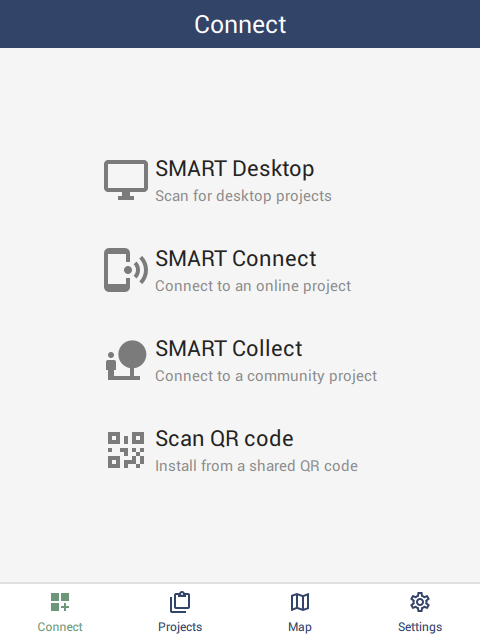 Connect
SMART Desktop
Scan for desktop projects
SMART Connect
Connect to an online project
SMART Collect
Connect to a community project
Scan QR code
Install from a shared QR code
Connect
Projects
Map
Settings